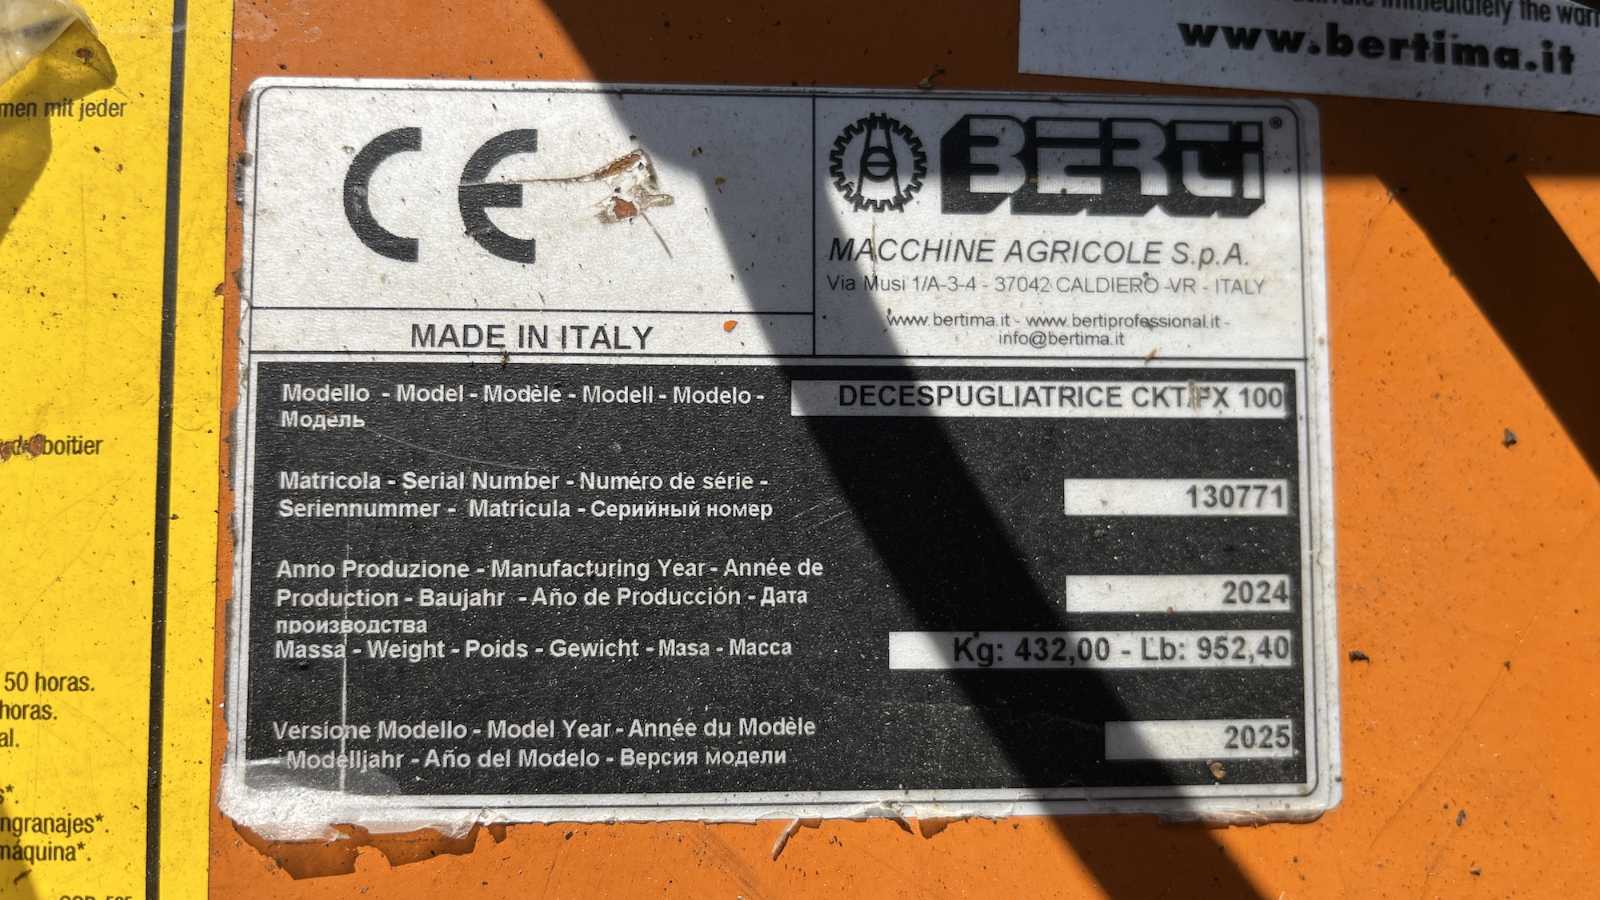 men mit jeder
boitier
50 horas.
horas.
al.
s*.
ngranajes*.
máquina*.
immediately the warn
www.bertima.it
CE
MADE IN ITALY
BERTI®
MACCHINE AGRICOLE S.p.A.
Via Musi 1/A-3-4 - 37042 CALDIERO -VR - ITALY
www.bertima.it - www.bertiprofessional.it -
info@bertima.it
Modello - Model - Modèle - Modell - Modelo -
Модель
DECESPUGLIATRICE CKT/FX 100
Matricola - Serial Number - Numéro de série -
Seriennummer - Matricula - Серийный номер
130771
Anno Produzione - Manufacturing Year - Année de
Production - Baujahr - Año de Producción - Дата
производства
2024
Massa - Weight - Poids - Gewicht - Masa - Масса
Kg: 432,00 - Lb: 952,40
Versione Modello - Model Year - Année du Modèle
- Modelljahr - Año del Modelo - Версия модели
2025